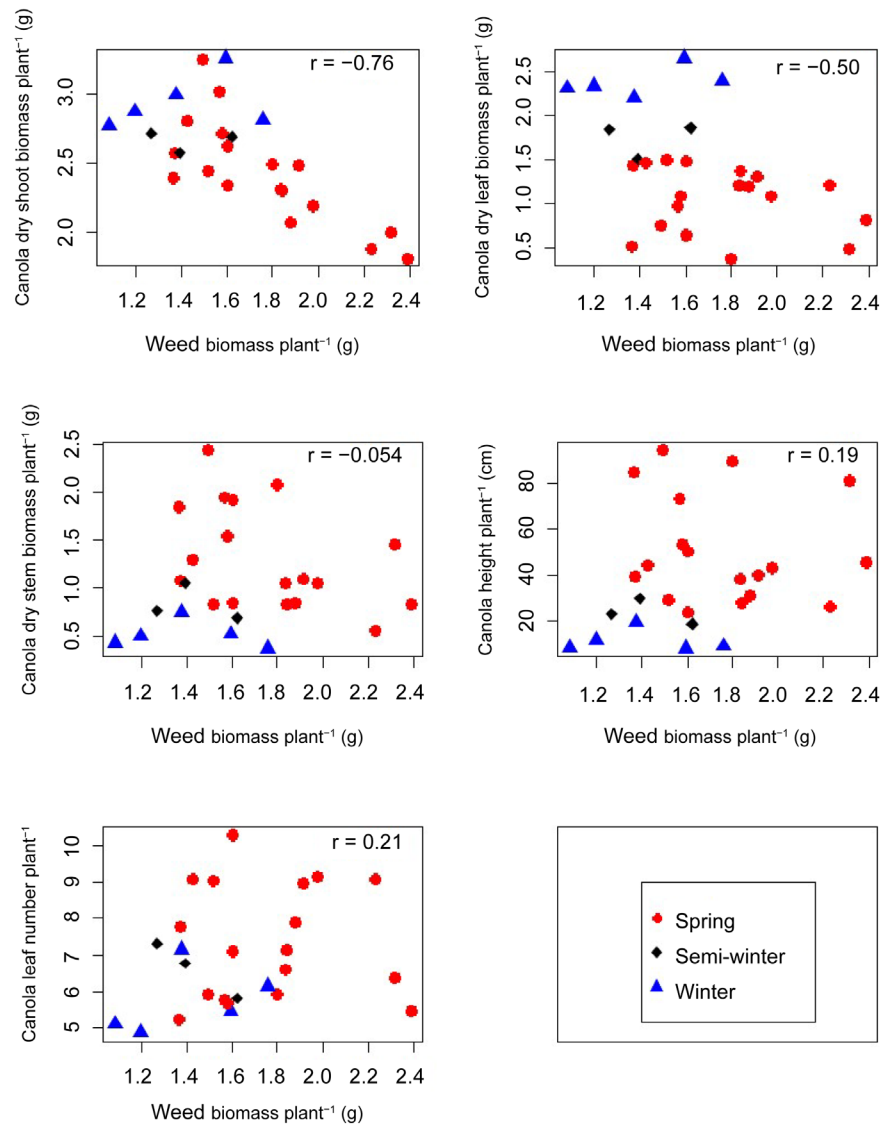 r = −0.76
Canola dry shoot biomass plant⁻¹ (g)
3.0
2.5
2.0
1.2 1.4 1.6 1.8 2.0 2.2 2.4
Weed biomass plant⁻¹ (g)
r = −0.50
Canola dry leaf biomass plant⁻¹ (g)
2.5
2.0
1.5
1.0
0.5
1.2 1.4 1.6 1.8 2.0 2.2 2.4
Weed biomass plant⁻¹ (g)
r = −0.054
Canola dry stem biomass plant⁻¹ (g)
2.5
2.0
1.5
1.0
0.5
1.2 1.4 1.6 1.8 2.0 2.2 2.4
Weed biomass plant⁻¹ (g)
r = 0.19
Canola height plant⁻¹ (cm)
80
60
40
20
1.2 1.4 1.6 1.8 2.0 2.2 2.4
Weed biomass plant⁻¹ (g)
r = 0.21
Canola leaf number plant⁻¹
10
9
8
7
6
5
1.2 1.4 1.6 1.8 2.0 2.2 2.4
Weed biomass plant⁻¹ (g)
Spring
Semi-winter
Winter